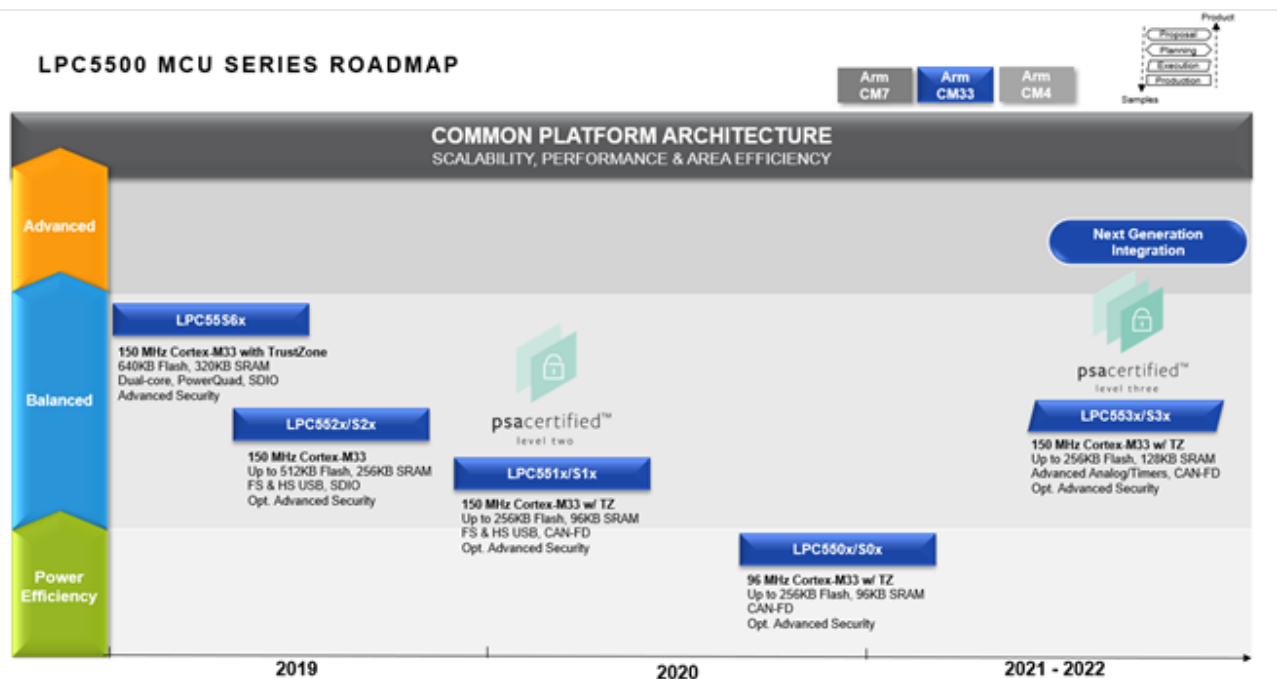 Product
Proposal
Planning
Execution
Production
Samples
LPC5500 MCU SERIES ROADMAP
Arm
CM7
Arm
CM33
Arm
CM4
COMMON PLATFORM ARCHITECTURE
SCALABILITY, PERFORMANCE & AREA EFFICIENCY
Advanced
Next Generation
Integration
Balanced
LPC55S6x
150 MHz Cortex-M33 with TrustZone
640KB Flash, 320KB SRAM
Dual-core, PowerQuad, SDIO
Advanced Security
LPC552x/S2x
150 MHz Cortex-M33
Up to 512KB Flash, 256KB SRAM
FS & HS USB, SDIO
Opt. Advanced Security
psacertified™
level two
LPC551x/S1x
150 MHz Cortex-M33 w/ TZ
Up to 256KB Flash, 96KB SRAM
FS & HS USB, CAN-FD
Opt. Advanced Security
psacertified™
level three
LPC553x/S3x
150 MHz Cortex-M33 w/ TZ
Up to 256KB Flash, 128KB SRAM
Advanced Analog/Timers, CAN-FD
Opt. Advanced Security
Power
Efficiency
LPC550x/S0x
96 MHz Cortex-M33 w/ TZ
Up to 256KB Flash, 96KB SRAM
CAN-FD
Opt. Advanced Security
2019
2020
2021 - 2022